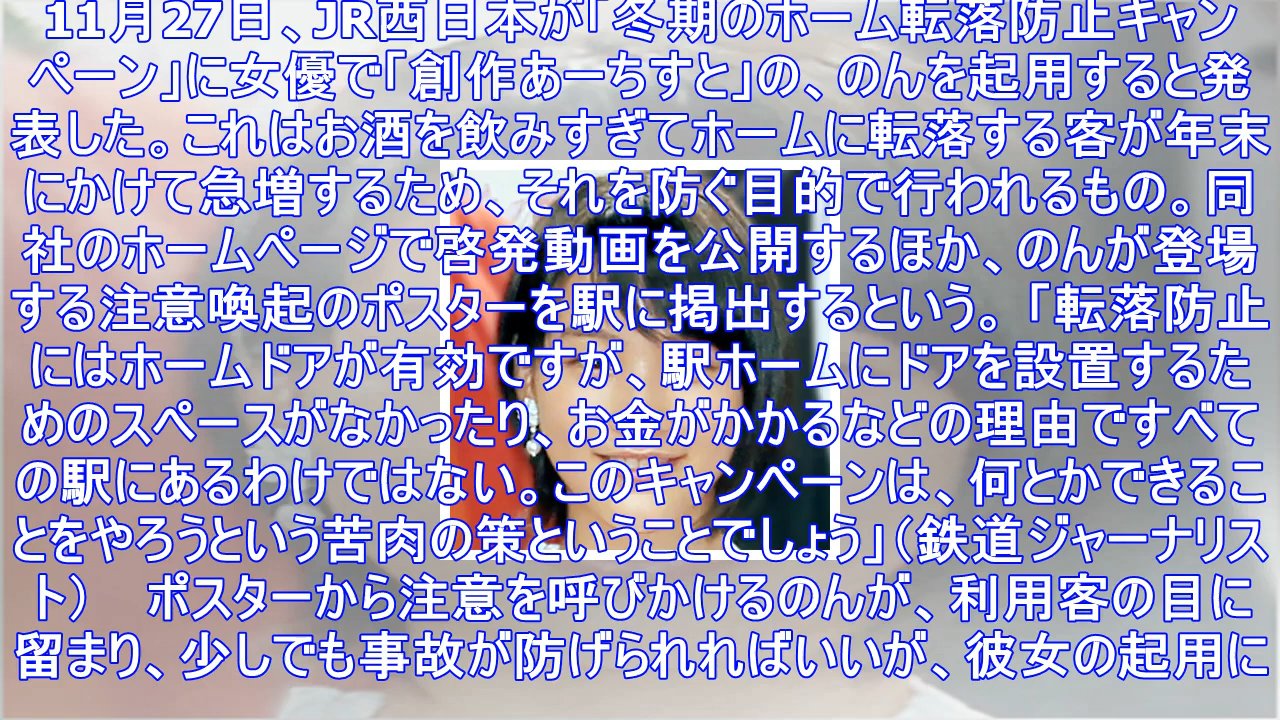 11月27日、JR西日本が「冬期のホーム転落防止キャン
ペーン」に女優で「創作あーちすと」の、のんを起用すると発
表した。これはお酒を飲みすぎてホームに転落する客が年末
にかけて急増するため、それを防ぐ目的で行われるもの。同
社のホームページで啓発動画を公開するほか、のんが登場
する注意喚起のポスターを駅に掲出するという。「転落防止
にはホームドアが有効ですが、駅ホームにドアを設置するた
めのスペースがなかったり、お金がかかるなどの理由ですべて
の駅にあるわけではない。このキャンペーンは、何とかできるこ
とをやろうという苦肉の策ということでしょう」（鉄道ジャーナリス
ト）　ポスターから注意を呼びかけるのんが、利用客の目に
留まり、少しでも事故が防げられればいいが、彼女の起用に